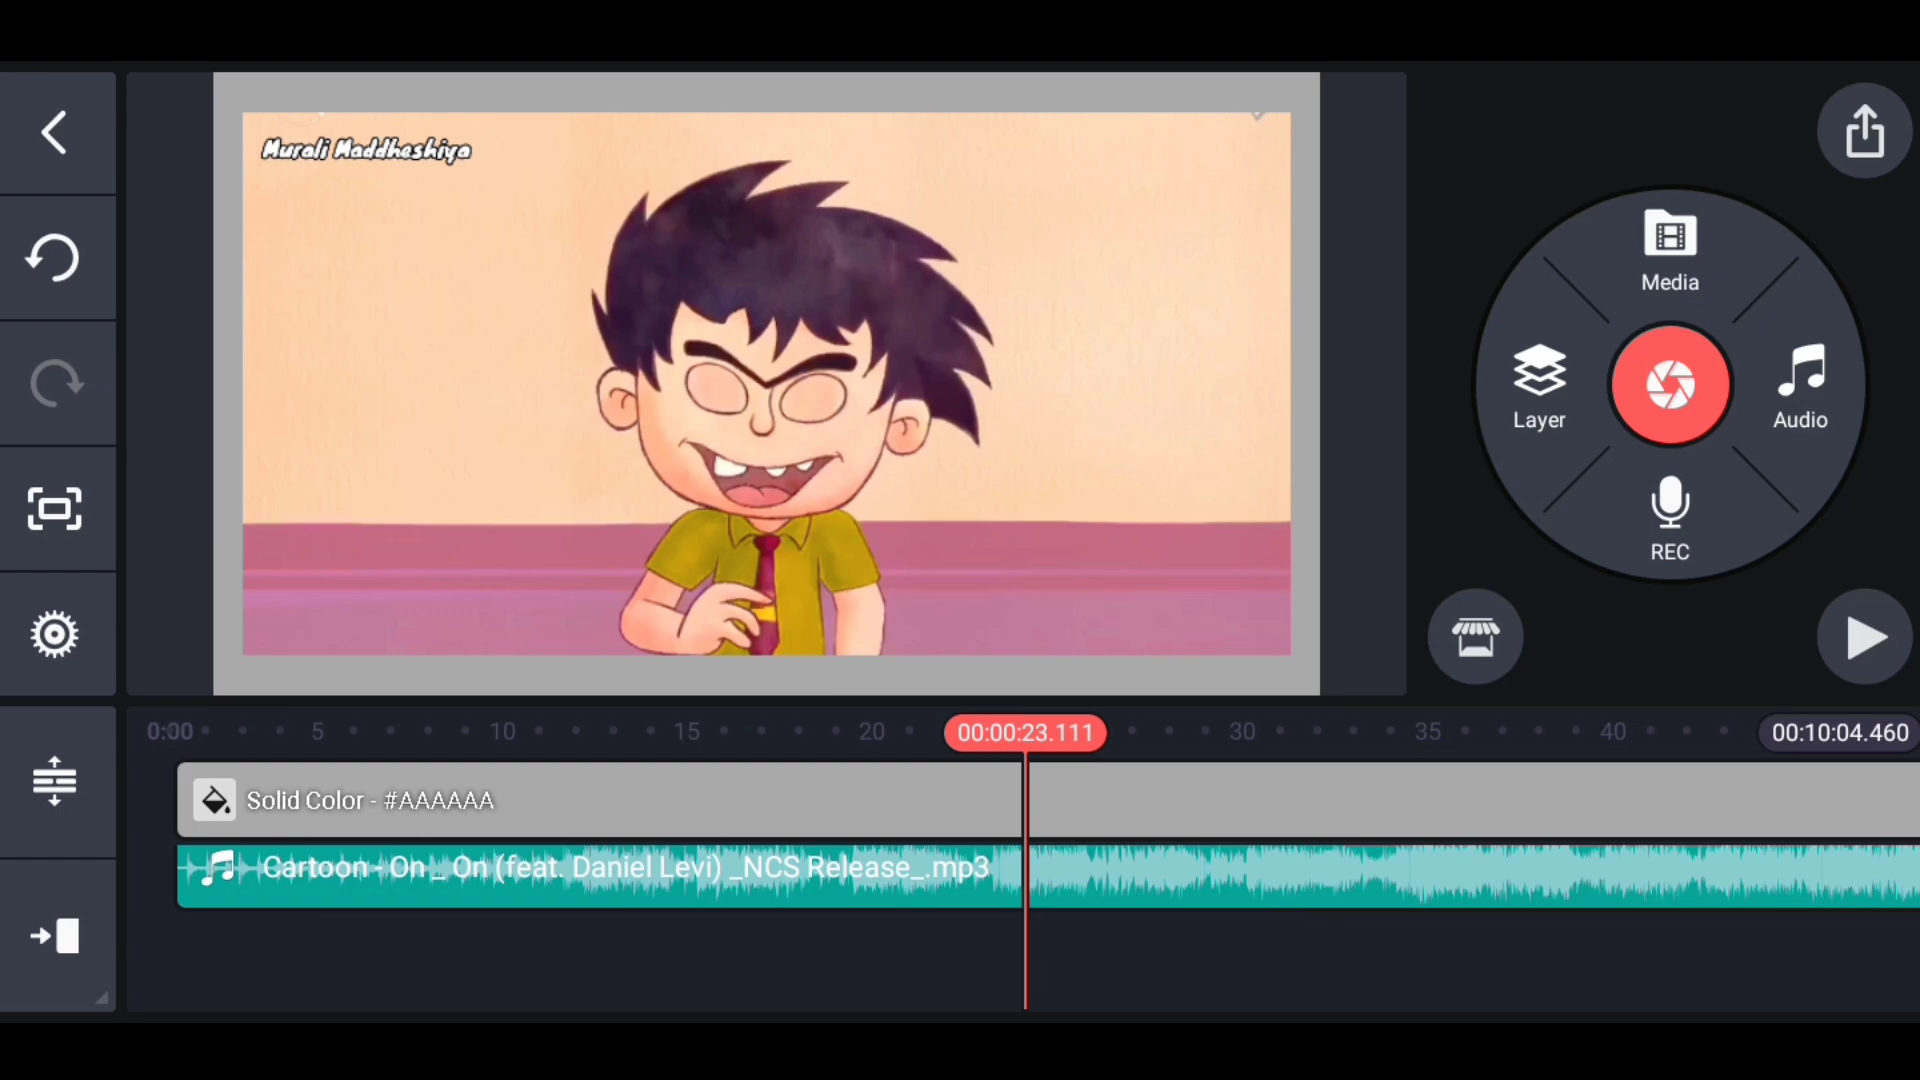 Murali Maddheshiya
Media
Layer
Audio
REC
0:00 5 10 15 20 00:00:23.111 30 35 40 00:10:04.460
Solid Color - #AAAAAA
Cartoon - On _ On (feat. Daniel Levi) _NCS Release_.mp3